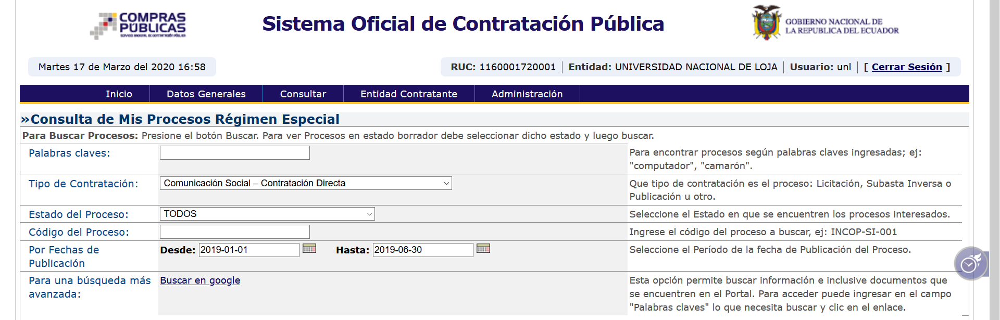 COMPRAS
PÚBLICAS
Sistema Oficial de Contratación Pública
GOBIERNO NACIONAL DE
LA REPUBLICA DEL ECUADOR
Martes 17 de Marzo del 2020 16:58
RUC: 1160001720001 | Entidad: UNIVERSIDAD NACIONAL DE LOJA | Usuario: unl | [ Cerrar Sesión ]
Inicio Datos Generales Consultar Entidad Contratante Administración
»Consulta de Mis Procesos Régimen Especial
Para Buscar Procesos: Presione el botón Buscar. Para ver Procesos en estado borrador debe seleccionar dicho estado y luego buscar.
Palabras claves:
Para encontrar procesos según palabras claves ingresadas; ej:
"computador", "camarón".
Tipo de Contratación: Comunicación Social – Contratación Directa
Que tipo de contratación es el proceso: Licitación, Subasta Inversa o
Publicación u otro.
Estado del Proceso: TODOS
Seleccione el Estado en que se encuentren los procesos interesados.
Código del Proceso:
Ingrese el código del proceso a buscar, ej: INCOP-SI-001
Por Fechas de
Publicación
Desde: 2019-01-01 Hasta: 2019-06-30
Seleccione el Período de la fecha de Publicación del Proceso.
Para una búsqueda más
avanzada:
Buscar en google
Esta opción permite buscar información e inclusive documentos que
se encuentren en el Portal. Para acceder puede ingresar en el campo
"Palabras claves" lo que necesita buscar y clic en el enlace.